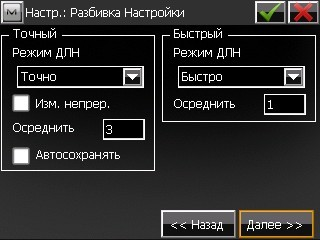 Настр.: Разбивка Настройки
Точный
Режим ДЛН
Точно
Изм. непрер.
Осреднить 3
Автосохранять
Быстрый
Режим ДЛН
Быстро
Осреднить 1
<< Назад Далее >>